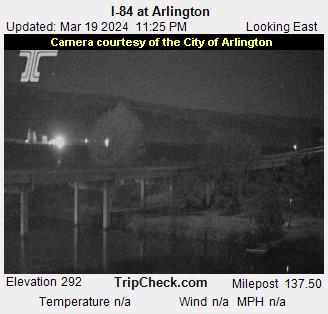 I-84 at Arlington
Updated: Mar 19 2024 11:25 PM Looking East
Camera courtesy of the City of Arlington
Elevation 292 TripCheck.com Milepost 137.50
Temperature n/a Wind n/a MPH n/a